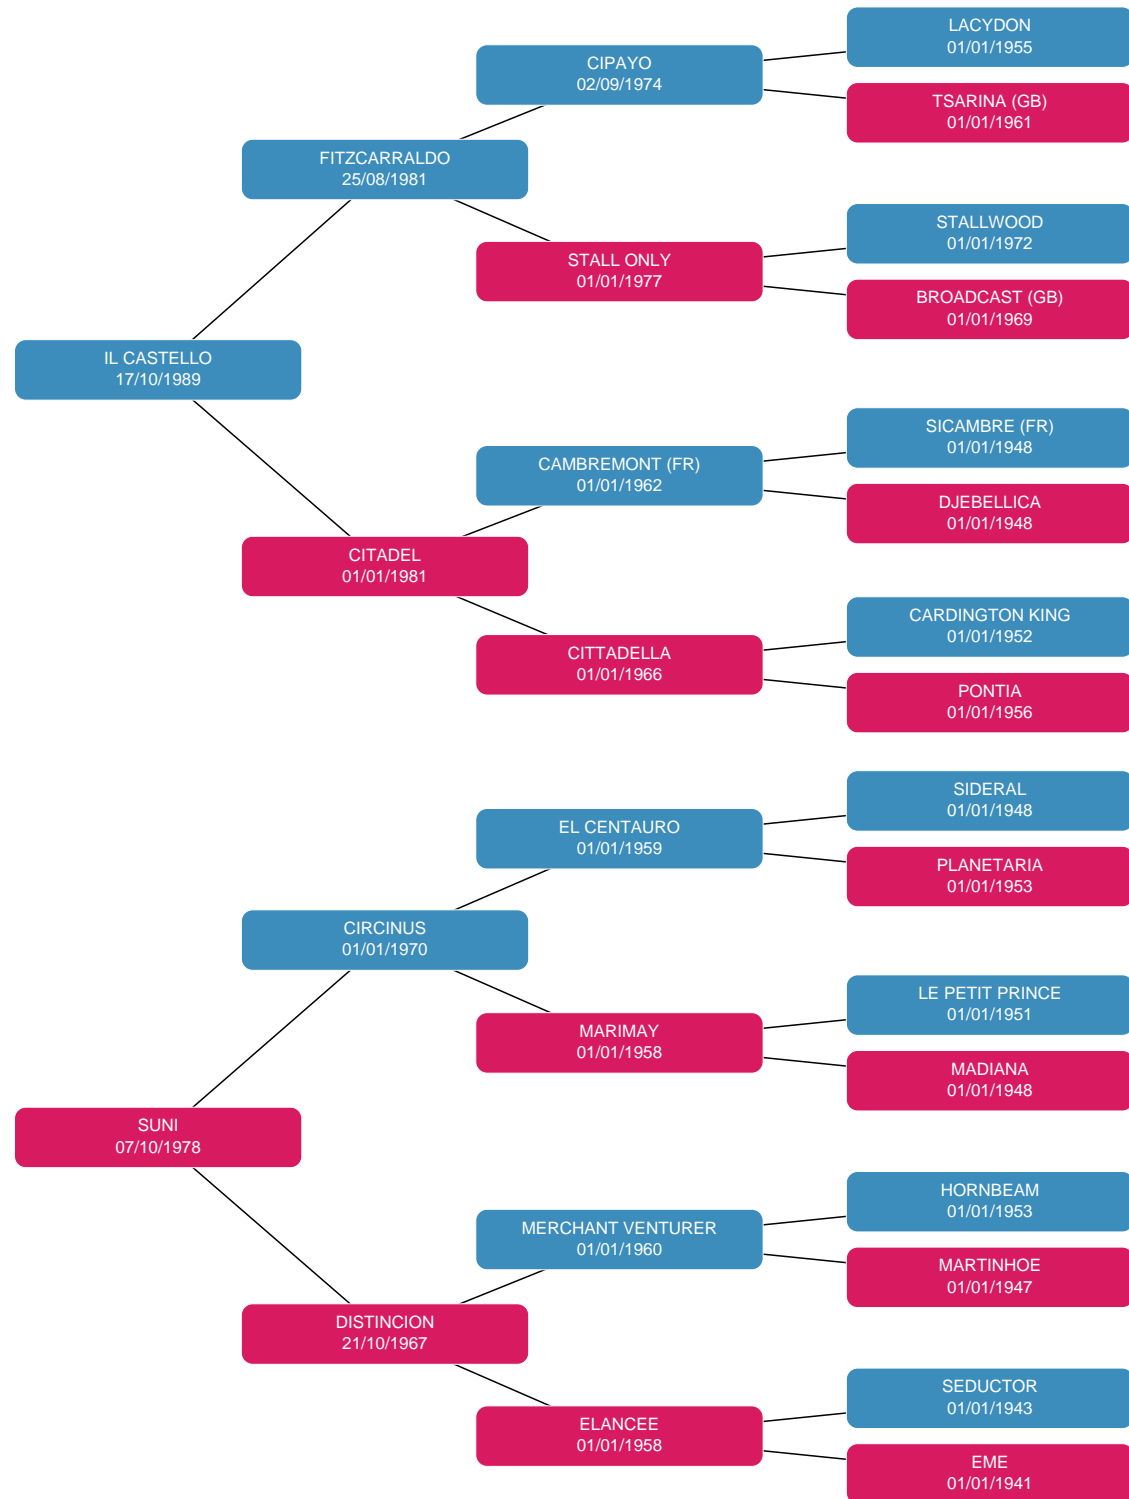 LACYDON
01/01/1955
CIPAYO
02/09/1974
TSARINA (GB)
01/01/1961
FITZCARRALDO
25/08/1981
STALLWOOD
01/01/1972
STALL ONLY
01/01/1977
BROADCAST (GB)
01/01/1969
IL CASTELLO
17/10/1989
SICAMBRE (FR)
01/01/1948
CAMBREMONT (FR)
01/01/1962
DJEBELLICA
01/01/1948
CITADEL
01/01/1981
CARDINGTON KING
01/01/1952
CITTADELLA
01/01/1966
PONTIA
01/01/1956
SIDERAL
01/01/1948
EL CENTAURO
01/01/1959
PLANETARIA
01/01/1953
CIRCINUS
01/01/1970
LE PETIT PRINCE
01/01/1951
MARIMAY
01/01/1958
MADIANA
01/01/1948
SUNI
07/10/1978
HORNBEAM
01/01/1953
MERCHANT VENTURER
01/01/1960
MARTINHOE
01/01/1947
DISTINCION
21/10/1967
SEDUCTOR
01/01/1943
ELANCEE
01/01/1958
EME
01/01/1941